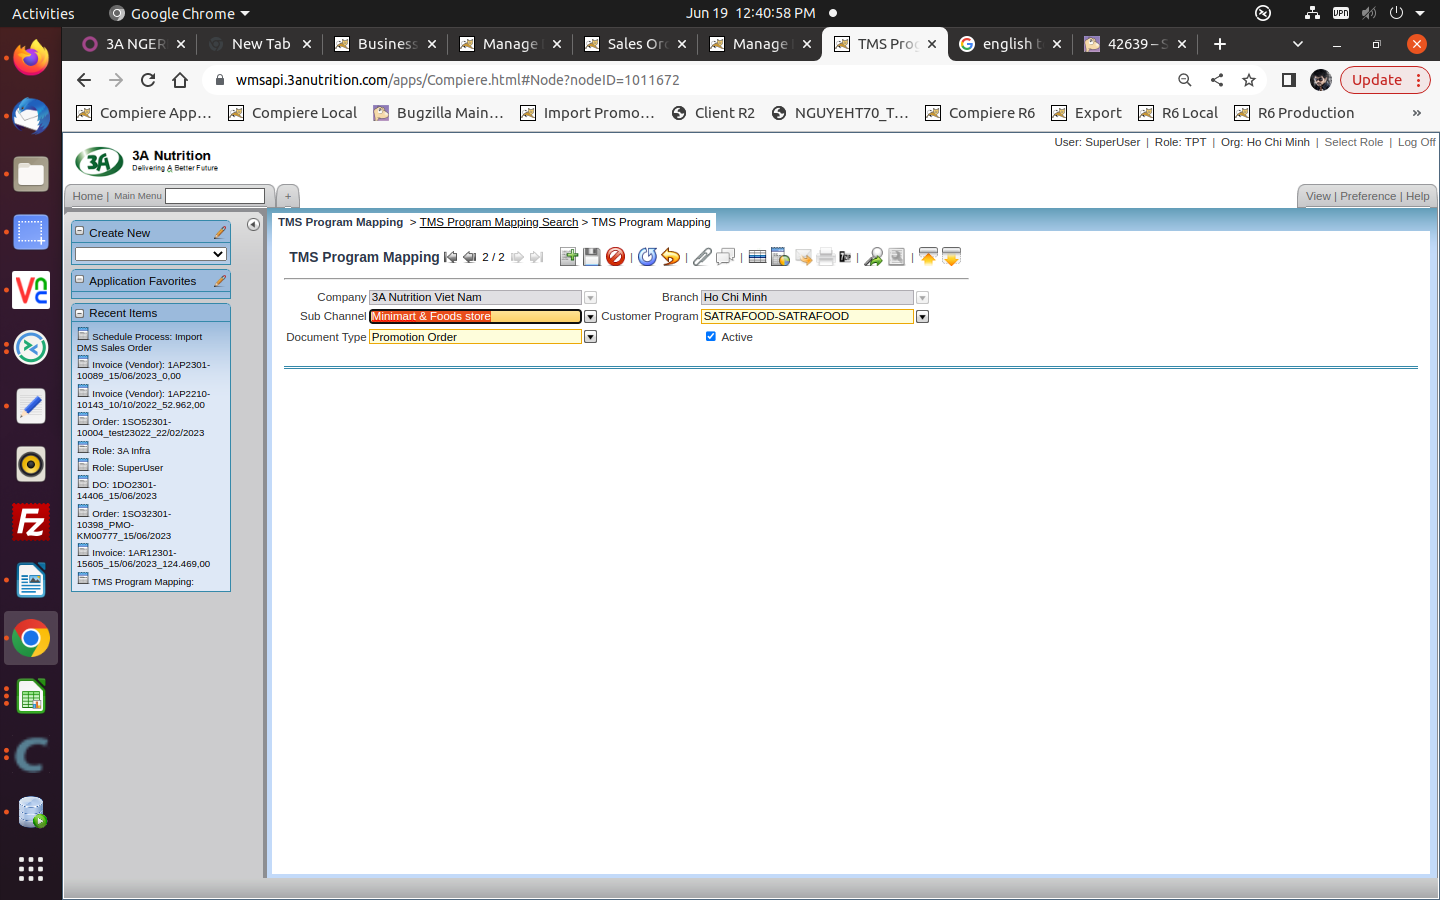 Activities
Google Chrome
Jun 19 12:40:58 PM
VPN
3A NGER
New Tab
Business
Manage
Sales Or
Manage
TMS Prog
english t
42639 – S
wmsapi.3anutrition.com/apps/Compiere.html#Node?nodeID=1011672
Update
Compiere App…
Compiere Local
Bugzilla Main…
Import Promo…
Client R2
NGUYEHT70_T…
Compiere R6
Export
R6 Local
R6 Production
»
3A
3A Nutrition
Delivering A Better Future
User: SuperUser | Role: TPT | Org: Ho Chi Minh | Select Role | Log Off
Home | Main Menu
+
View | Preference | Help
TMS Program Mapping > TMS Program Mapping Search > TMS Program Mapping
Create New
Application Favorites
Recent Items
Schedule Process: Import
DMS Sales Order
Invoice (Vendor): 1AP2301-
10089_15/06/2023_0,00
Invoice (Vendor): 1AP2210-
10143_10/10/2022_52.962,00
Order: 1SO52301-
10004_test23022_22/02/2023
Role: 3A Infra
Role: SuperUser
DO: 1DO2301-
14406_15/06/2023
Order: 1SO32301-
10398_PMO-
KM00777_15/06/2023
Invoice: 1AR12301-
15605_15/06/2023_124.469,00
TMS Program Mapping:
TMS Program Mapping 2 / 2
Company 3A Nutrition Viet Nam
Branch Ho Chi Minh
Sub Channel Minimart & Foods store
Customer Program SATRAFOOD-SATRAFOOD
Document Type Promotion Order
Active